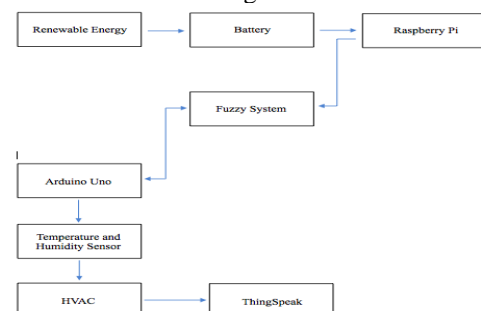 Renewable Energy
Battery
Raspberry Pi
Fuzzy System
Arduino Uno
Temperature and
Humidity Sensor
HVAC
ThingSpeak